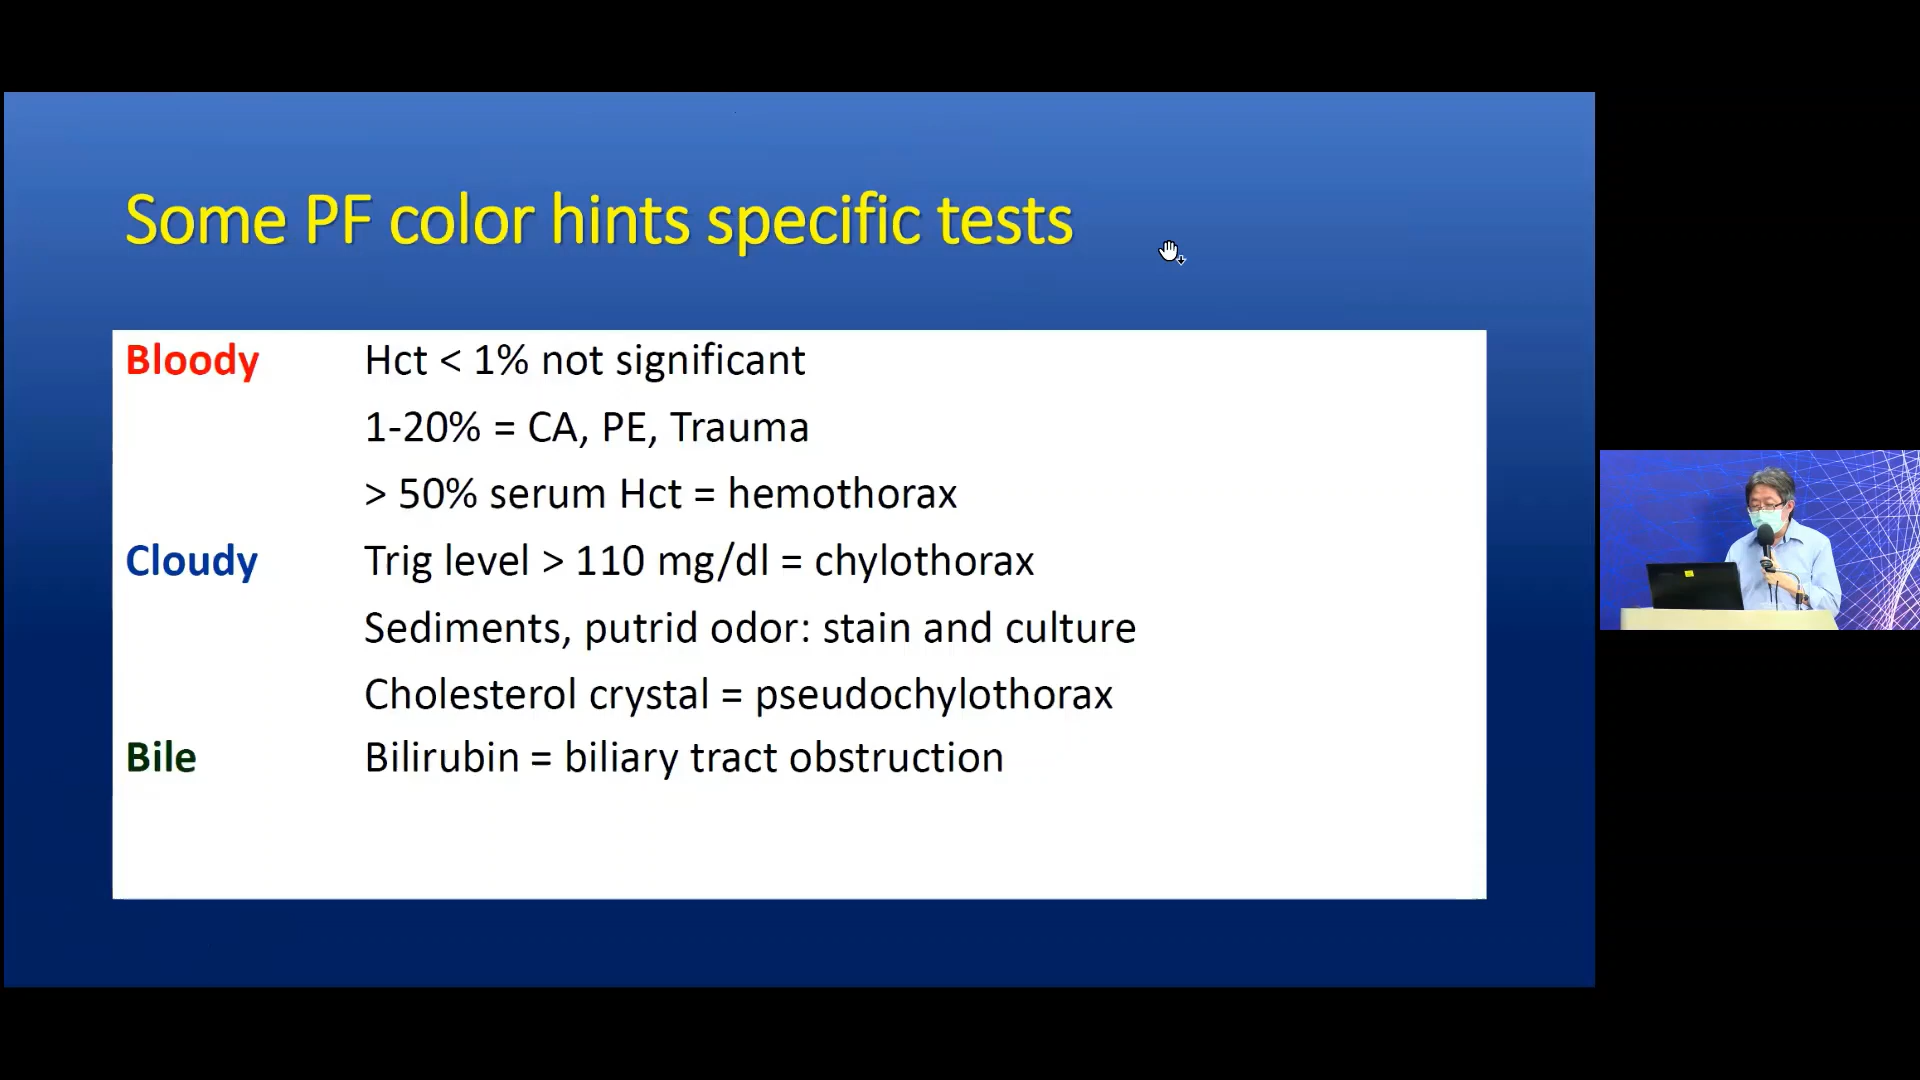 Some PF color hints specific tests
Bloody Hct < 1% not significant
1-20% = CA, PE, Trauma
> 50% serum Hct = hemothorax
Cloudy Trig level > 110 mg/dl = chylothorax
Sediments, putrid odor: stain and culture
Cholesterol crystal = pseudochylothorax
Bile Bilirubin = biliary tract obstruction